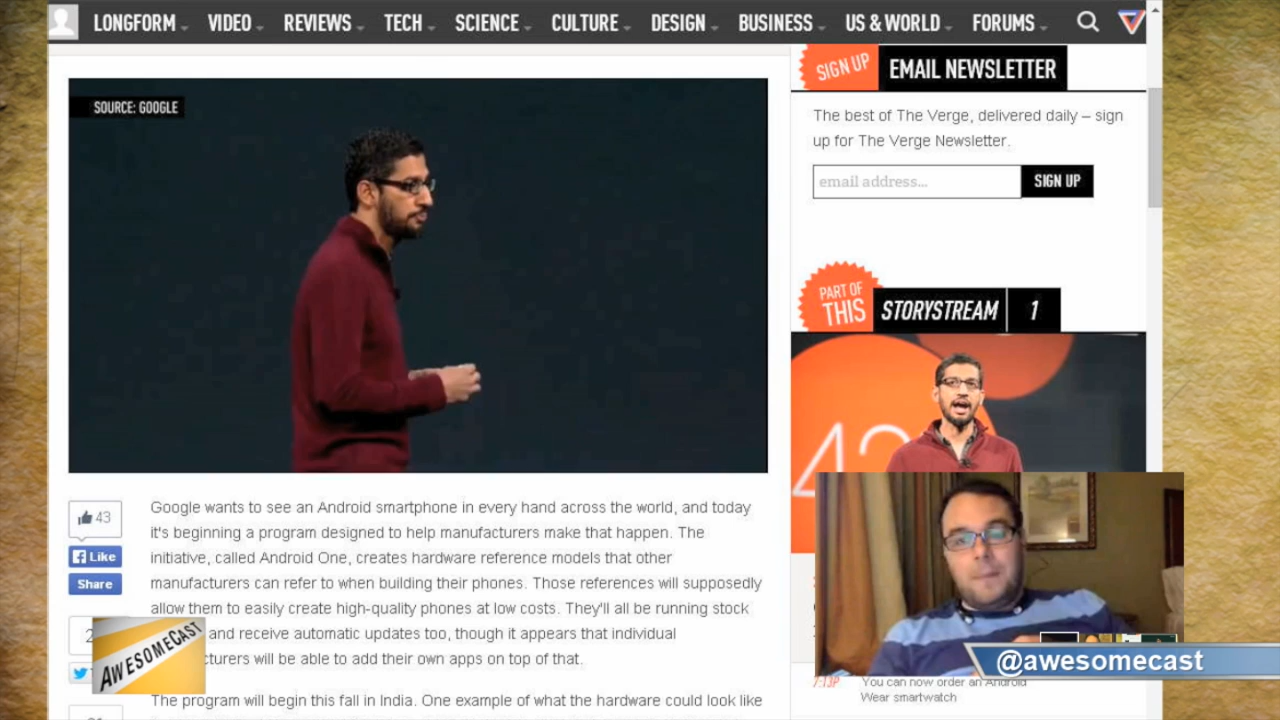 LONGFORM VIDEO REVIEWS TECH SCIENCE CULTURE DESIGN BUSINESS US & WORLD FORUMS
SOURCE: GOOGLE
SIGN UP EMAIL NEWSLETTER
The best of The Verge, delivered daily – sign
up for The Verge Newsletter.
email address... SIGN UP
PART OF
THIS STORYSTREAM 1
42
43
Like
Share
Google wants to see an Android smartphone in every hand across the world, and today
it's beginning a program designed to help manufacturers make that happen. The
initiative, called Android One, creates hardware reference models that other
manufacturers can refer to when building their phones. Those references will supposedly
allow them to easily create high-quality phones at low costs. They'll all be running stock
and receive automatic updates too, though it appears that individual
cturers will be able to add their own apps on top of that.
The program will begin this fall in India. One example of what the hardware could look like
AWESOMECAST
@awesomecast
7:13P You can now order an Android
Wear smartwatch